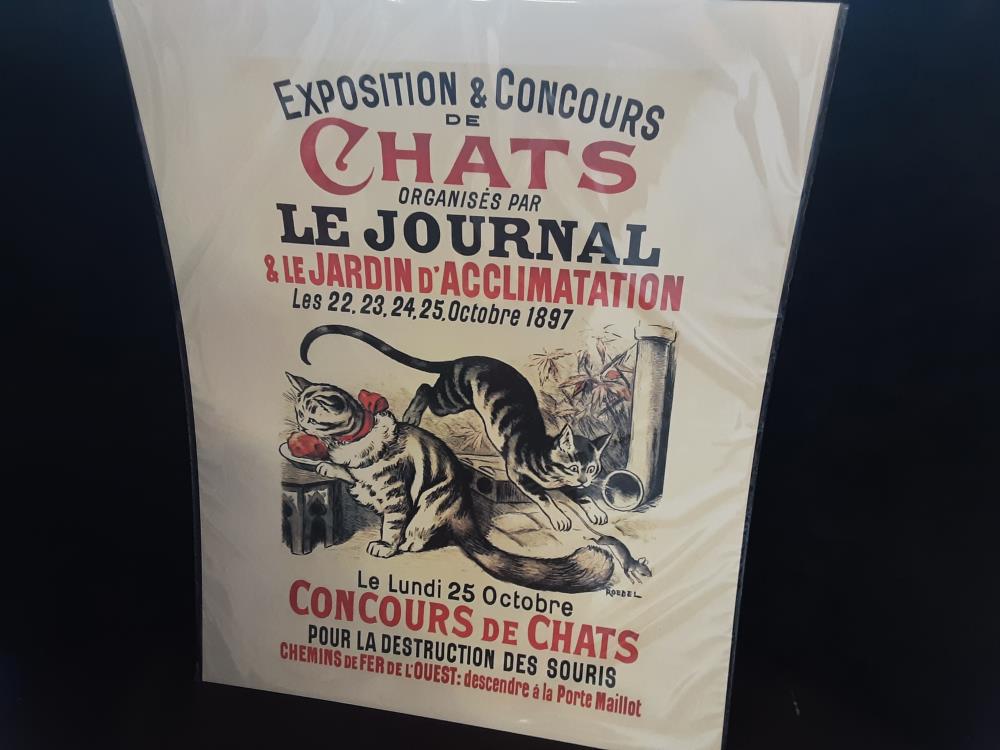 EXPOSITION & CONCOURS
DE
CHATS
ORGANISÉS PAR
LE JOURNAL
& LE JARDIN D'ACCLIMATATION
Les 22, 23, 24, 25, Octobre 1897
ROEDEL
Le Lundi 25 Octobre
CONCOURS DE CHATS
POUR LA DESTRUCTION DES SOURIS
CHEMINS DE FER DE L'OUEST: descendre à la Porte Maillot